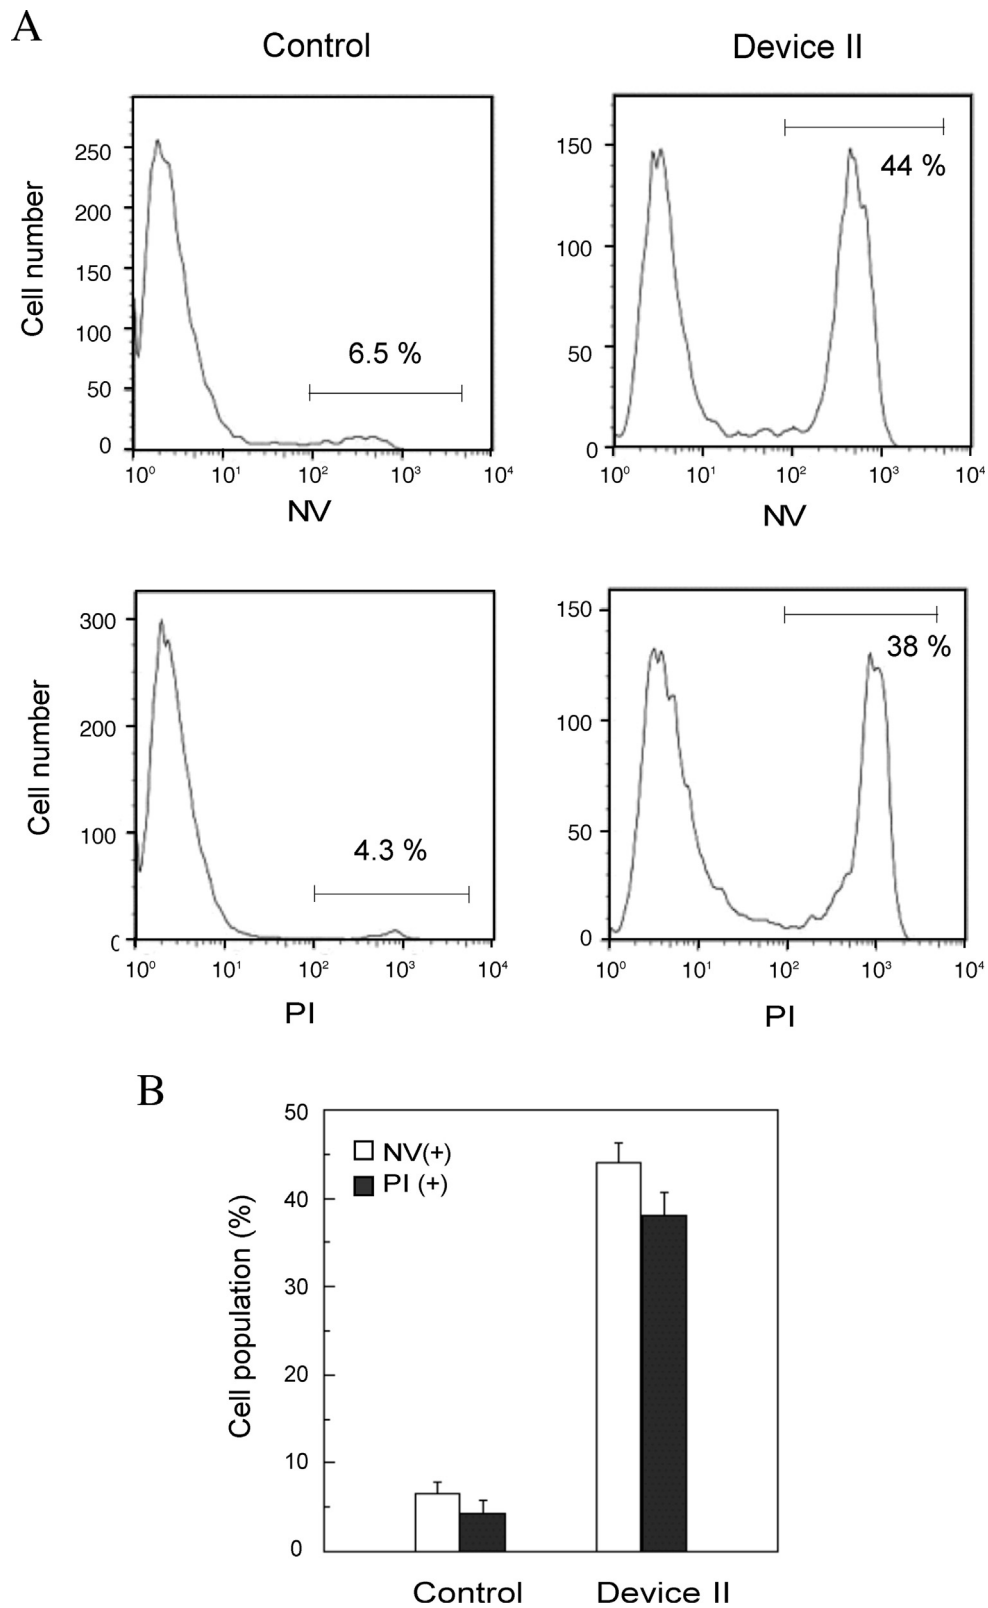 A
Control
Device II
250
200
150
100
50
0
Cell number
6.5 %
10⁰ 10¹ 10² 10³ 10⁴
NV
150
100
50
0
44 %
10⁰ 10¹ 10² 10³ 10⁴
NV
300
200
100
0
Cell number
4.3 %
10⁰ 10¹ 10² 10³ 10⁴
PI
150
100
50
0
38 %
10⁰ 10¹ 10² 10³ 10⁴
PI
B
50
40
30
20
10
0
Cell population (%)
NV(+)
PI (+)
Control Device II